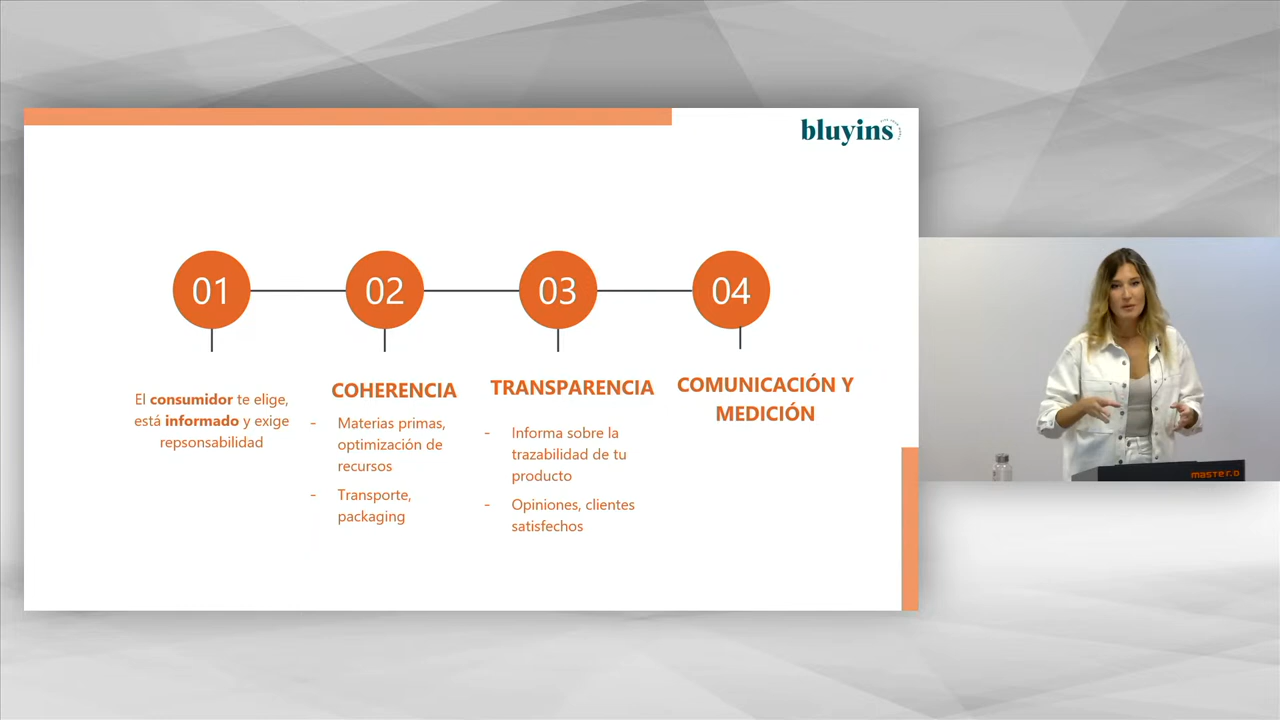 bluyins
01
02
03
04
El consumidor te elige,
está informado y exige
repsonsabilidad
COHERENCIA
- Materias primas,
optimización de
recursos
- Transporte,
packaging
TRANSPARENCIA
- Informa sobre la
trazabilidad de tu
producto
- Opiniones, clientes
satisfechos
COMUNICACIÓN Y
MEDICIÓN
master.D